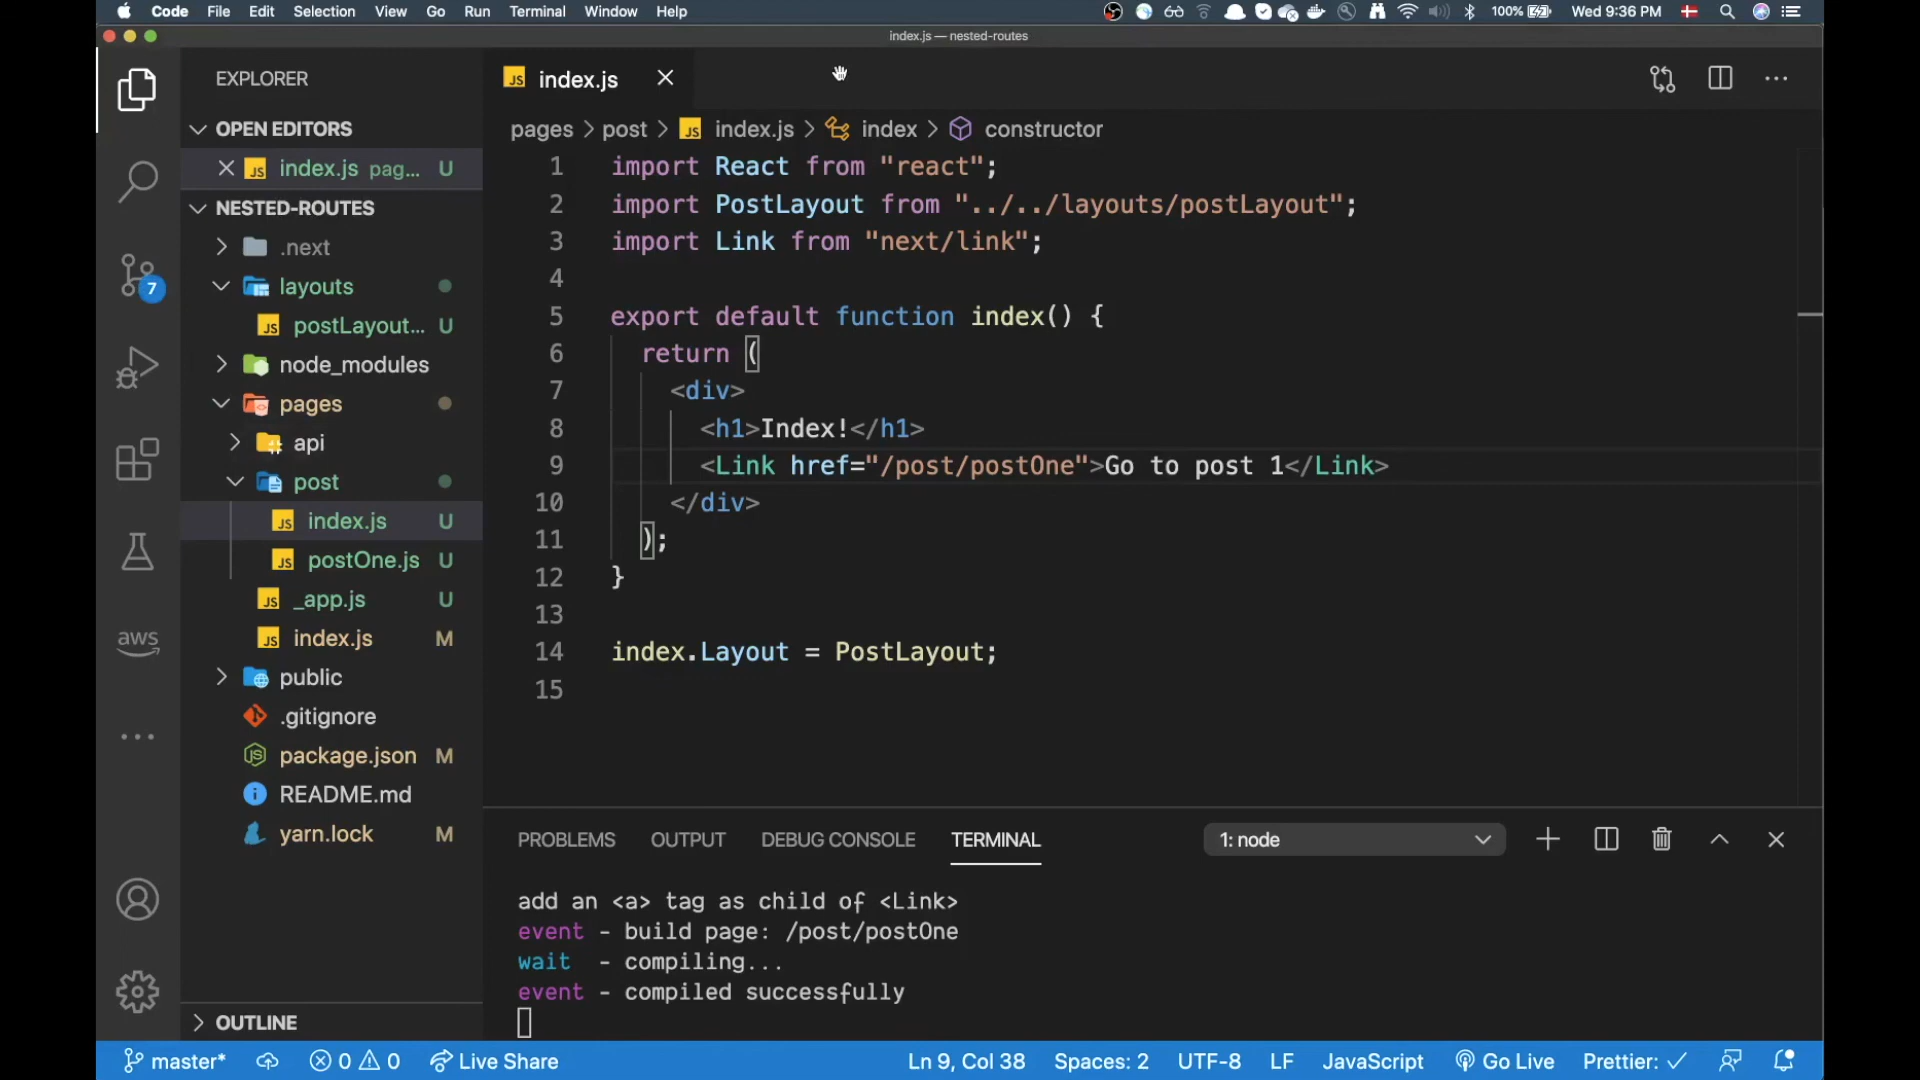 Code File Edit Selection View Go Run Terminal Window Help 100% Wed 9:36 PM
index.js — nested-routes
EXPLORER
OPEN EDITORS
index.js pag... U
NESTED-ROUTES
.next
layouts
postLayout... U
node_modules
pages
api
post
index.js U
postOne.js U
_app.js U
index.js M
public
.gitignore
package.json M
README.md
yarn.lock M
OUTLINE
7
aws
JS index.js
pages > post > JS index.js > index > constructor
1 import React from "react";
2 import PostLayout from "../../layouts/postLayout";
3 import Link from "next/link";
4
5 export default function index() {
6 return (
7 <div>
8 <h1>Index!</h1>
9 <Link href="/post/postOne">Go to post 1</Link>
10 </div>
11 );
12 }
13
14 index.Layout = PostLayout;
15
PROBLEMS OUTPUT DEBUG CONSOLE TERMINAL 1: node
add an <a> tag as child of <Link>
event - build page: /post/postOne
wait - compiling...
event - compiled successfully
master* 0 0 Live Share Ln 9, Col 38 Spaces: 2 UTF-8 LF JavaScript Go Live Prettier: ✓